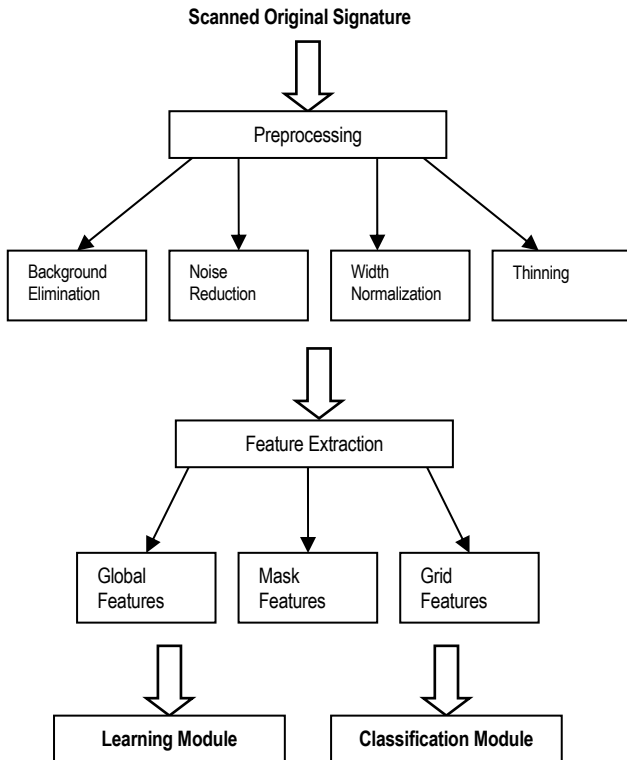 Scanned Original Signature
Preprocessing
Background
Elimination
Noise
Reduction
Width
Normalization
Thinning
Feature Extraction
Global
Features
Mask
Features
Grid
Features
Learning Module
Classification Module